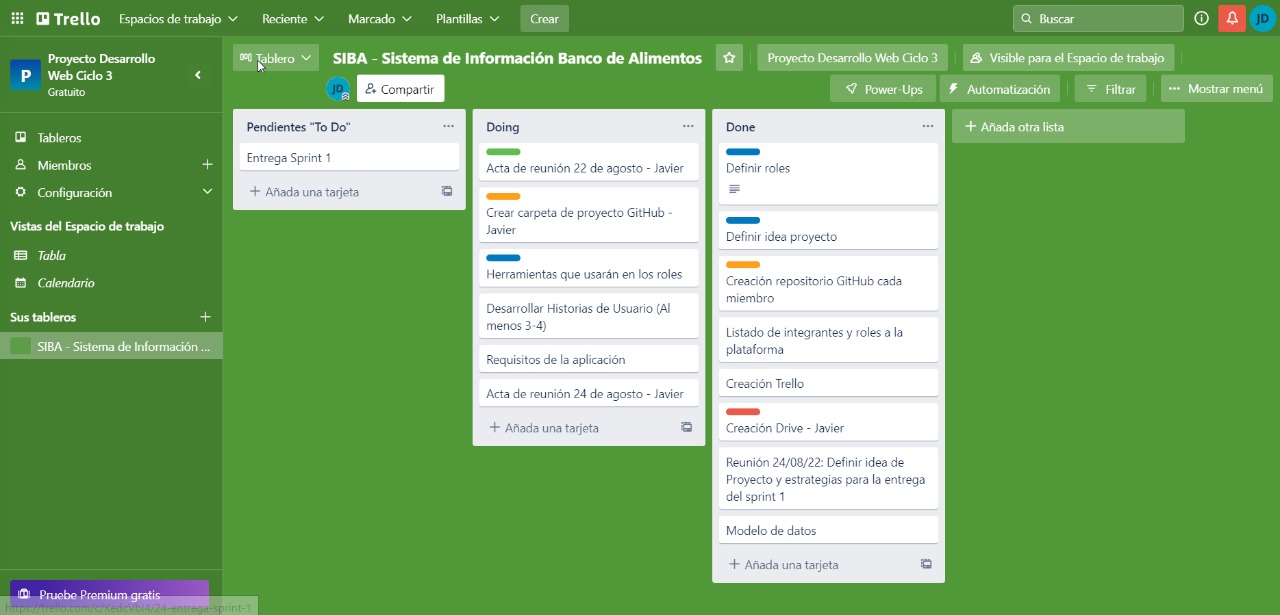 Trello Espacios de trabajo Reciente Marcado Plantillas Crear Buscar JD
P Proyecto Desarrollo
Web Ciclo 3
Gratuito
Tableros
Miembros
Configuración
Vistas del Espacio de trabajo
Tabla
Calendario
Sus tableros
SIBA - Sistema de Información ...
Pruebe Premium gratis
https://trello.com/c/KedcVbl4/24-entrega-sprint-1
Tablero SIBA - Sistema de Información Banco de Alimentos Proyecto Desarrollo Web Ciclo 3 Visible para el Espacio de trabajo
JD Compartir Power-Ups Automatización Filtrar ... Mostrar menú
Pendientes "To Do" ...
Entrega Sprint 1
+ Añada una tarjeta
Doing ...
Acta de reunión 22 de agosto - Javier
Crear carpeta de proyecto GitHub -
Javier
Herramientas que usarán en los roles
Desarrollar Historias de Usuario (Al
menos 3-4)
Requisitos de la aplicación
Acta de reunión 24 de agosto - Javier
+ Añada una tarjeta
Done ...
Definir roles
Definir idea proyecto
Creación repositorio GitHub cada
miembro
Listado de integrantes y roles a la
plataforma
Creación Trello
Creación Drive - Javier
Reunión 24/08/22: Definir idea de
Proyecto y estrategias para la entrega
del sprint 1
Modelo de datos
+ Añada una tarjeta
+ Añada otra lista